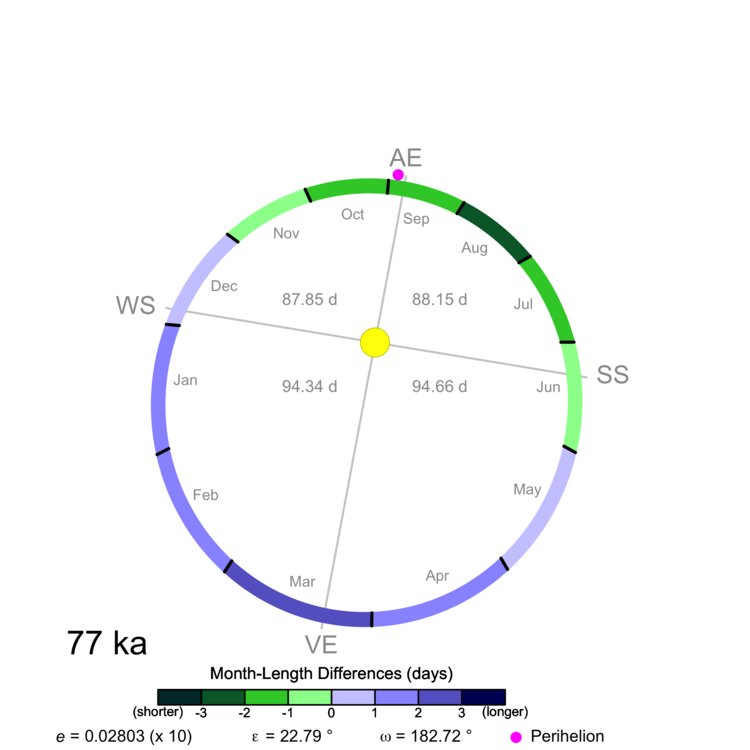 AE
Oct
Sep
Nov
Aug
Dec
87.85 d
88.15 d
Jul
WS
SS
Jan
94.34 d
94.66 d
Jun
Feb
May
Mar
Apr
77 ka
VE
Month-Length Differences (days)
(shorter) -3 -2 -1 0 1 2 3 (longer)
e = 0.02803 (x 10) ε = 22.79 ° ω = 182.72 ° Perihelion